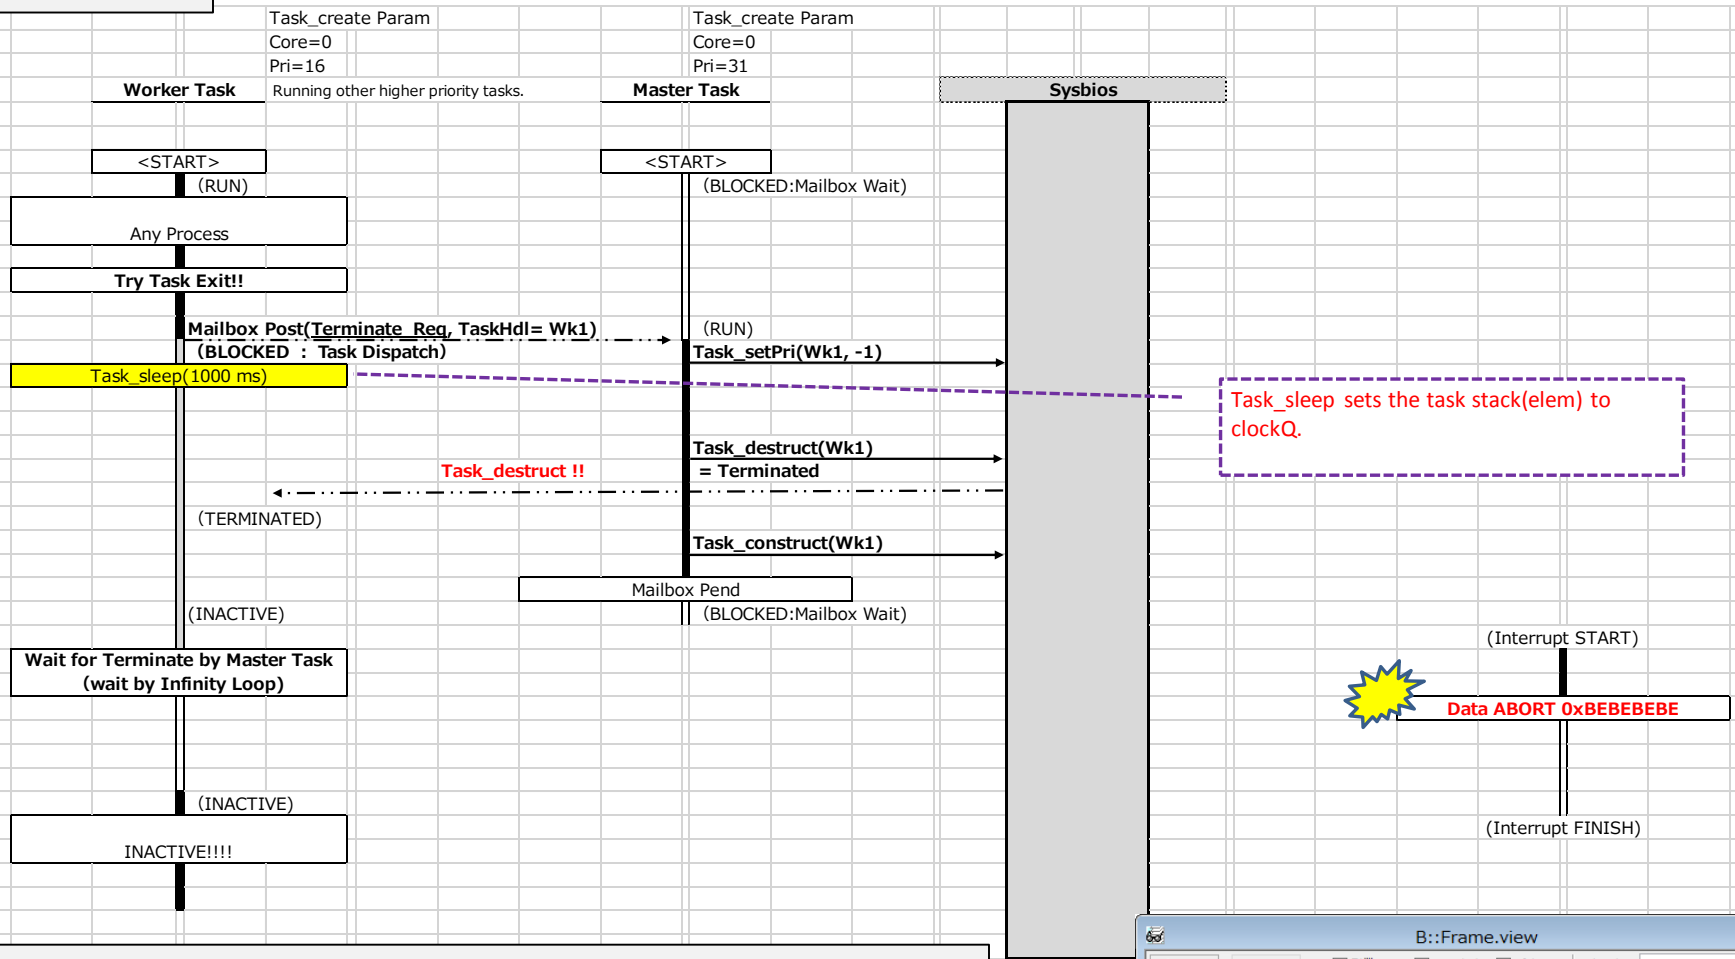 Task_create Param
Task_create Param
Core=0
Core=0
Pri=16
Pri=31
Worker Task
Running other higher priority tasks.
Master Task
Sysbios
<START>
<START>
(RUN)
(BLOCKED:Mailbox Wait)
Any Process
Try Task Exit!!
Mailbox Post(Terminate_Req, TaskHdl= Wk1)
(RUN)
(BLOCKED : Task Dispatch)
Task_setPri(Wk1, -1)
Task_sleep(1000 ms)
Task_sleep sets the task stack(elem) to
clockQ.
Task_destruct(Wk1)
Task_destruct !!
= Terminated
(TERMINATED)
Task_construct(Wk1)
Mailbox Pend
(INACTIVE)
(BLOCKED:Mailbox Wait)
(Interrupt START)
Wait for Terminate by Master Task
(wait by Infinity Loop)
Data ABORT 0xBEBEBEBE
(INACTIVE)
(Interrupt FINISH)
INACTIVE!!!!
B::Frame.view